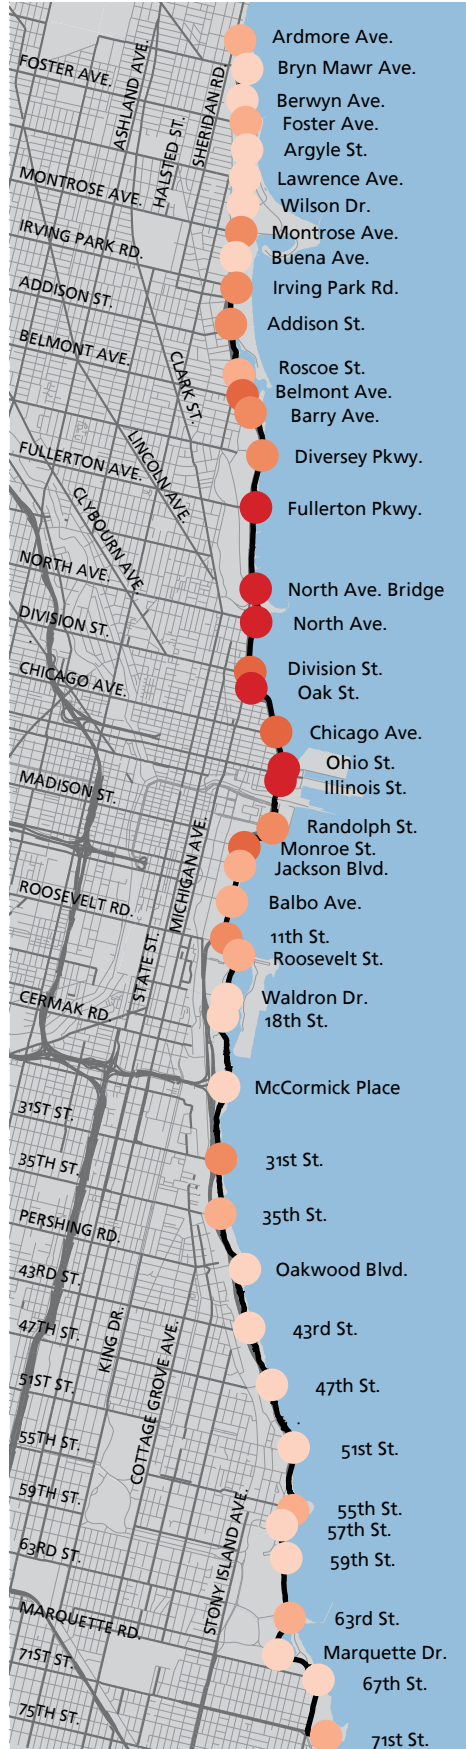 Ardmore Ave.
Bryn Mawr Ave.
Berwyn Ave.
Foster Ave.
Argyle St.
Lawrence Ave.
Wilson Dr.
Montrose Ave.
Buena Ave.
Irving Park Rd.
Addison St.
Roscoe St.
Belmont Ave.
Barry Ave.
Diversey Pkwy.
Fullerton Pkwy.
North Ave. Bridge
North Ave.
Division St.
Oak St.
Chicago Ave.
Ohio St.
Illinois St.
Randolph St.
Monroe St.
Jackson Blvd.
Balbo Ave.
11th St.
Roosevelt St.
Waldron Dr.
18th St.
McCormick Place
31st St.
35th St.
Oakwood Blvd.
43rd St.
47th St.
51st St.
55th St.
57th St.
59th St.
63rd St.
Marquette Dr.
67th St.
71st St.
FOSTER AVE.
ASHLAND AVE.
HALSTED ST.
SHERIDAN RD.
MONTROSE AVE.
IRVING PARK RD.
ADDISON ST.
BELMONT AVE.
CLARK ST.
LINCOLN AVE.
FULLERTON AVE.
CLYBOURN AVE.
NORTH AVE.
DIVISION ST.
CHICAGO AVE.
MADISON ST.
MICHIGAN AVE.
ROOSEVELT RD.
STATE ST.
CERMAK RD.
31ST ST.
35TH ST.
PERSHING RD.
43RD ST.
47TH ST.
KING DR.
COTTAGE GROVE AVE.
51ST ST.
55TH ST.
59TH ST.
STONY ISLAND AVE.
63RD ST.
MARQUETTE RD.
71ST ST.
75TH ST.